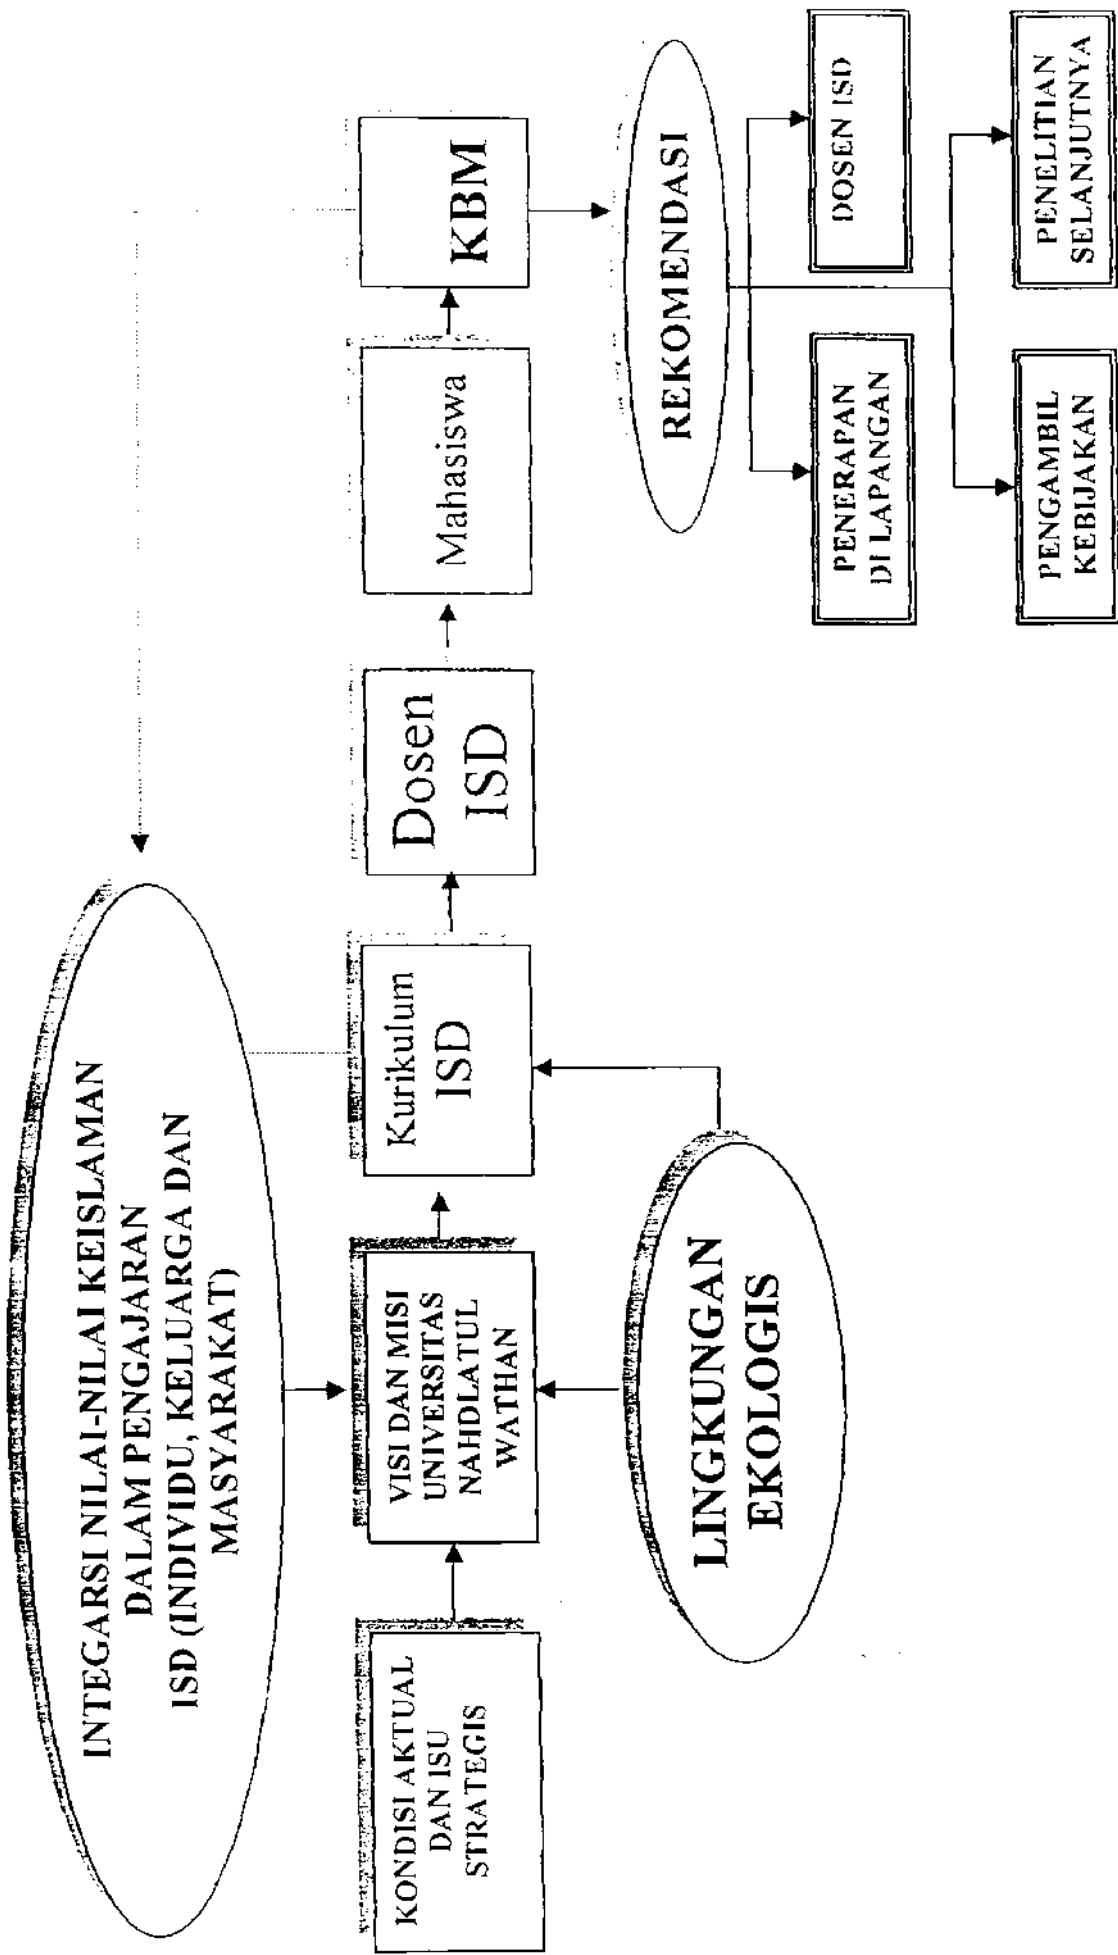 INTEGARSI NILAI-NILAI KEISLAMAN
DALAM PENGAJARAN
ISD (INDIVIDU, KELUARGA DAN
MASYARAKAT)
KONDISI AKTUAL
DAN ISU
STRATEGIS
VISI DAN MISI
UNIVERSITAS
NAHDLATUL
WATHAN
Kurikulum
ISD
Dosen
ISD
Mahasiswa
KBM
LINGKUNGAN
EKOLOGIS
REKOMENDASI
PENERAPAN
DI LAPANGAN
DOSEN ISD
PENGAMBIL
KEBIJAKAN
PENELITIAN
SELANJUTNYA